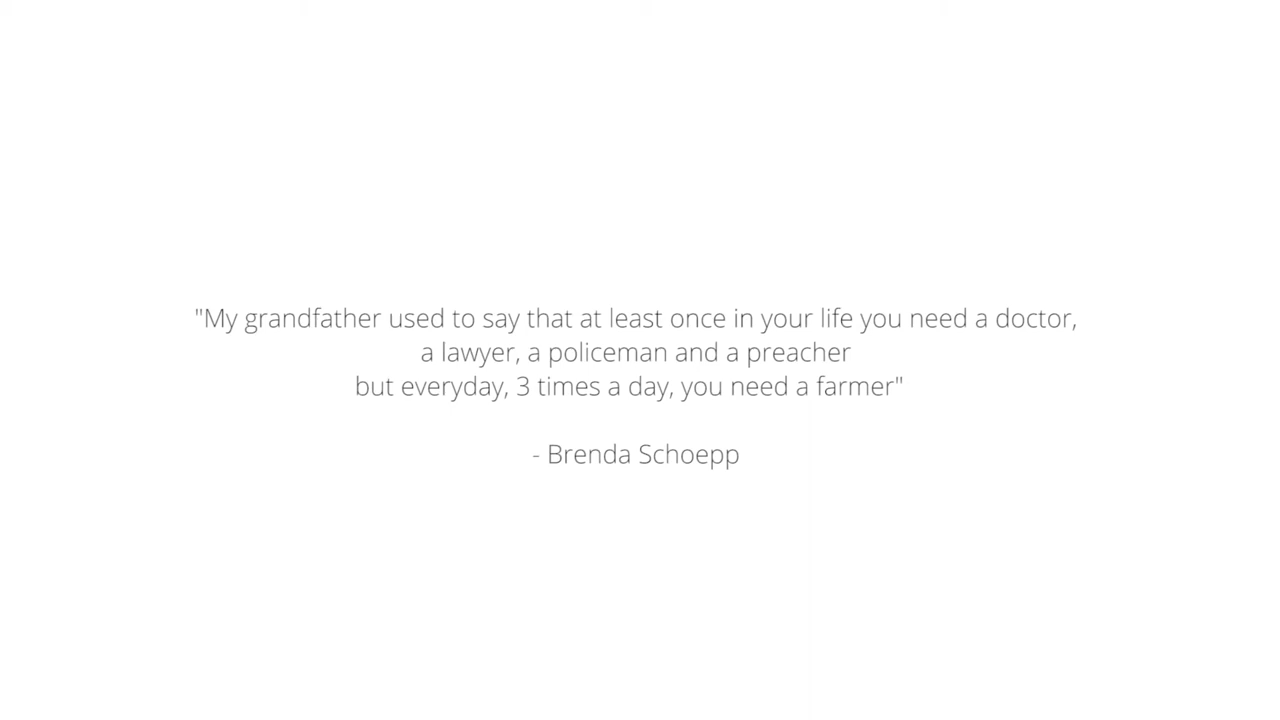 "My grandfather used to say that at least once in your life you need a doctor,
a lawyer, a policeman and a preacher
but everyday, 3 times a day, you need a farmer"
- Brenda Schoepp